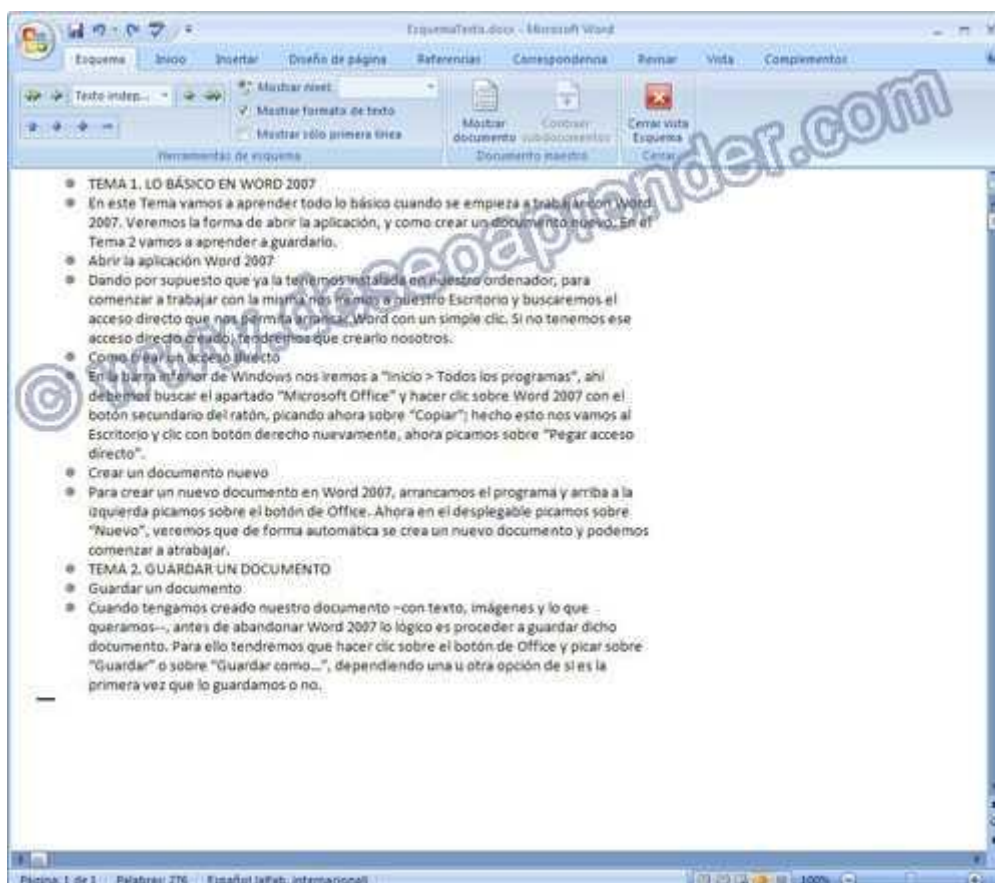 EsquemaTexto.docx - Microsoft Word
Esquema Inicio Insertar Diseño de página Referencias Correspondencia Revisar Vista Complementos
Texto indep... Mostrar nivel:
Mostrar formato de texto
Mostrar sólo primera línea
Mostrar documento Contraer subdocumentos Cerrar vista Esquema
Herramientas de esquema Documento maestro Cerrar
TEMA 1. LO BÁSICO EN WORD 2007
En este Tema vamos a aprender todo lo básico cuando se empieza a trabajar con Word
2007. Veremos la forma de abrir la aplicación, y como crear un documento nuevo. En el
Tema 2 vamos a aprender a guardarlo.
Abrir la aplicación Word 2007
Dando por supuesto que ya la tenemos instalada en nuestro ordenador, para
comenzar a trabajar con la misma nos iremos a nuestro Escritorio y buscaremos el
acceso directo que nos permita arrancar Word con un simple clic. Si no tenemos ese
acceso directo creado, tendremos que crearlo nosotros.
Como crear un acceso directo
En la barra inferior de Windows nos iremos a "Inicio > Todos los programas", ahí
debemos buscar el apartado "Microsoft Office" y hacer clic sobre Word 2007 con el
botón secundario del ratón, picando ahora sobre "Copiar"; hecho esto nos vamos al
Escritorio y clic con botón derecho nuevamente, ahora picamos sobre "Pegar acceso
directo".
Crear un documento nuevo
Para crear un nuevo documento en Word 2007, arrancamos el programa y arriba a la
izquierda picamos sobre el botón de Office. Ahora en el desplegable picamos sobre
"Nuevo", veremos que de forma automática se crea un nuevo documento y podemos
comenzar a atrabajar.
TEMA 2. GUARDAR UN DOCUMENTO
Guardar un documento
Cuando tengamos creado nuestro documento –con texto, imágenes y lo que
queramos--, antes de abandonar Word 2007 lo lógico es proceder a guardar dicho
documento. Para ello tendremos que hacer clic sobre el botón de Office y picar sobre
"Guardar" o sobre "Guardar como...", dependiendo una u otra opción de si es la
primera vez que lo guardamos o no.
© www.deseoaprender.com
Página: 1 de 1 Palabras: 276 Español (alfab. internacional) 100%